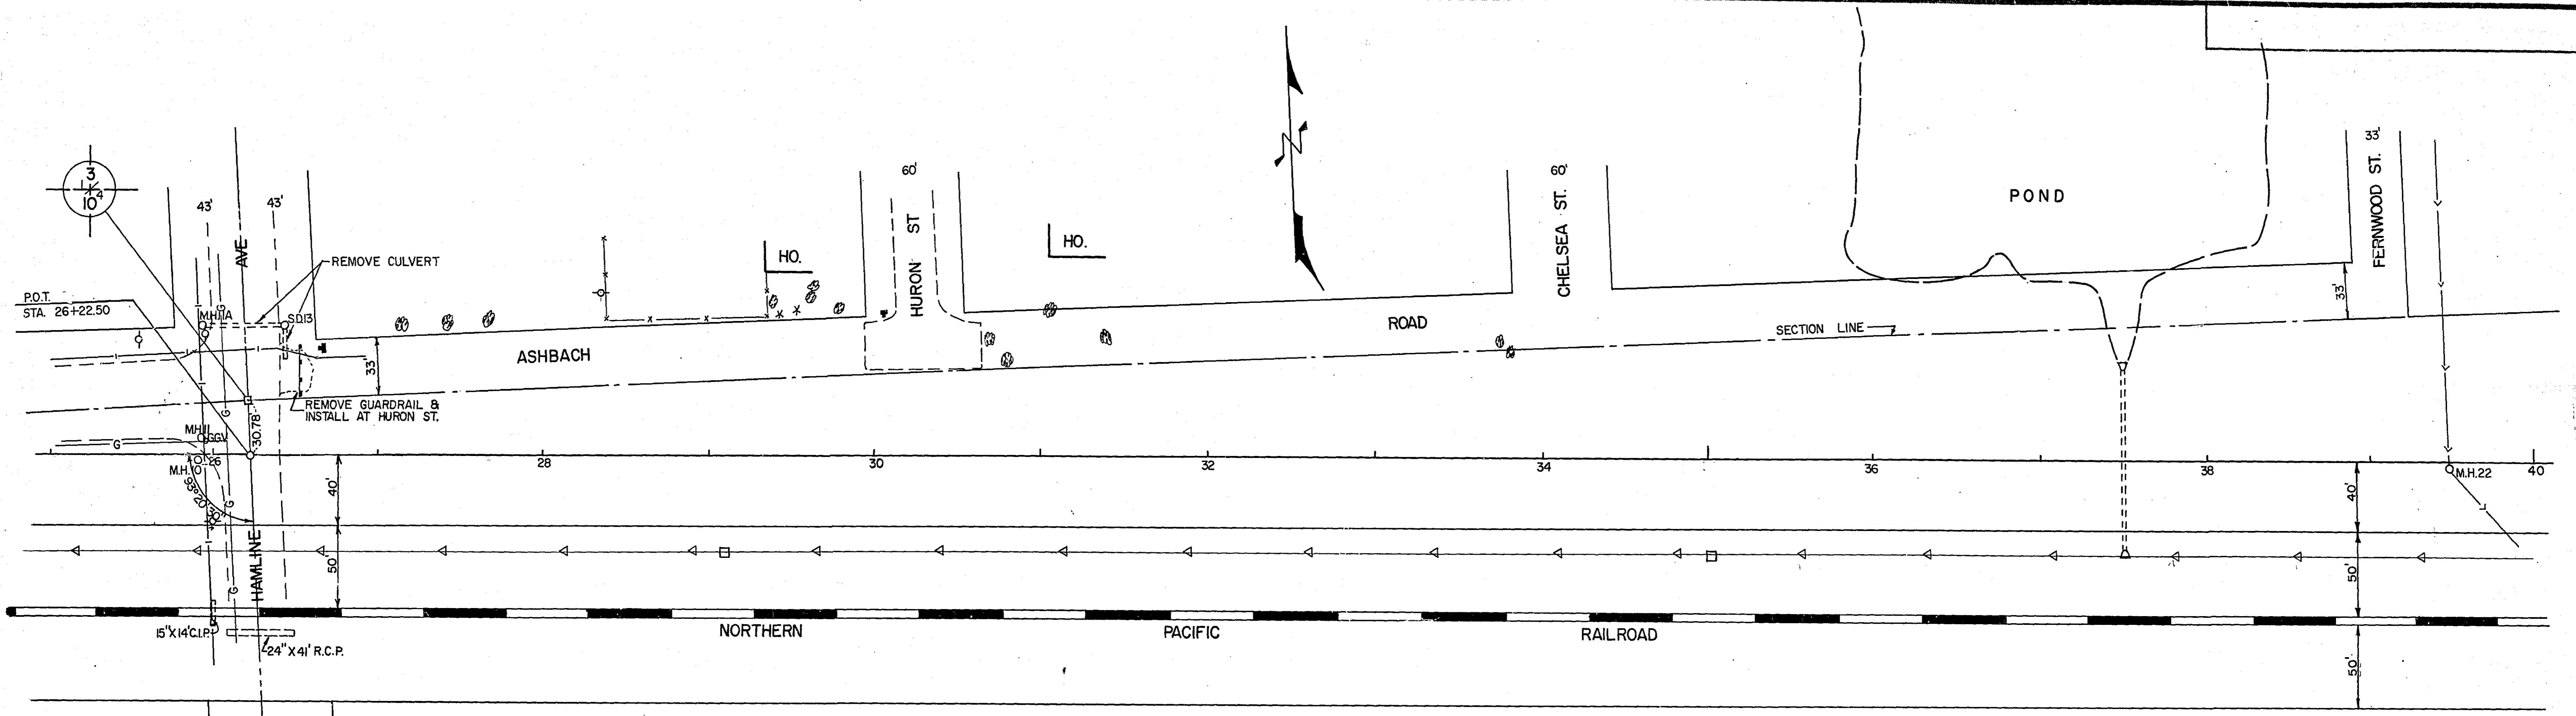 3
10
4
43'
AVE
43'
REMOVE CULVERT
P.O.T.
STA. 26+22.50
M.H.11A
S.D.13
HO.
60'
HURON ST
HO.
60'
CHELSEA ST.
POND
33'
FERNWOOD ST.
ASHBACH
ROAD
SECTION LINE
33'
33'
REMOVE GUARDRAIL &
INSTALL AT HURON ST.
30.78
G
G
G
M.H.11
G.V.
M.H.10
26
28
30
32
34
36
38
40
M.H.22
40'
40'
G
HAMLINE
50'
50'
G
15"X14'C.I.P.
24"X41' R.C.P.
NORTHERN
PACIFIC
RAILROAD
50'